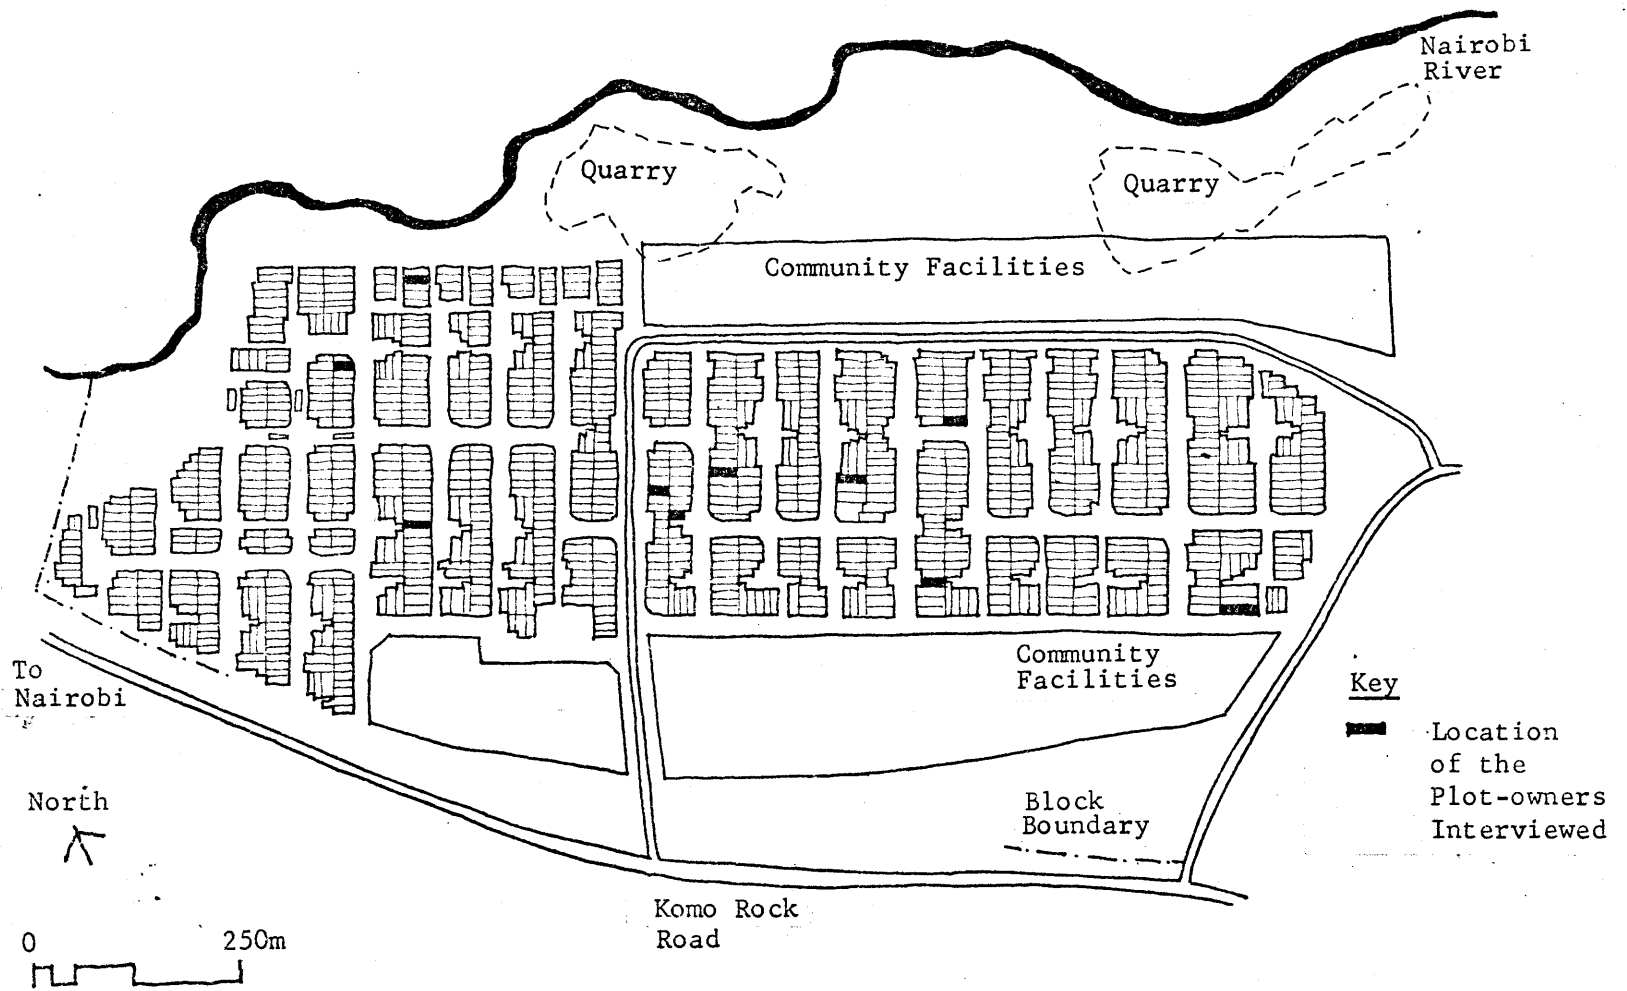 Nairobi
River
Quarry
Quarry
Community Facilities
To
Nairobi
Community
Facilities
Key
Location
of the
Plot-owners
Interviewed
North
Block
Boundary
Komo Rock
Road
0 250m